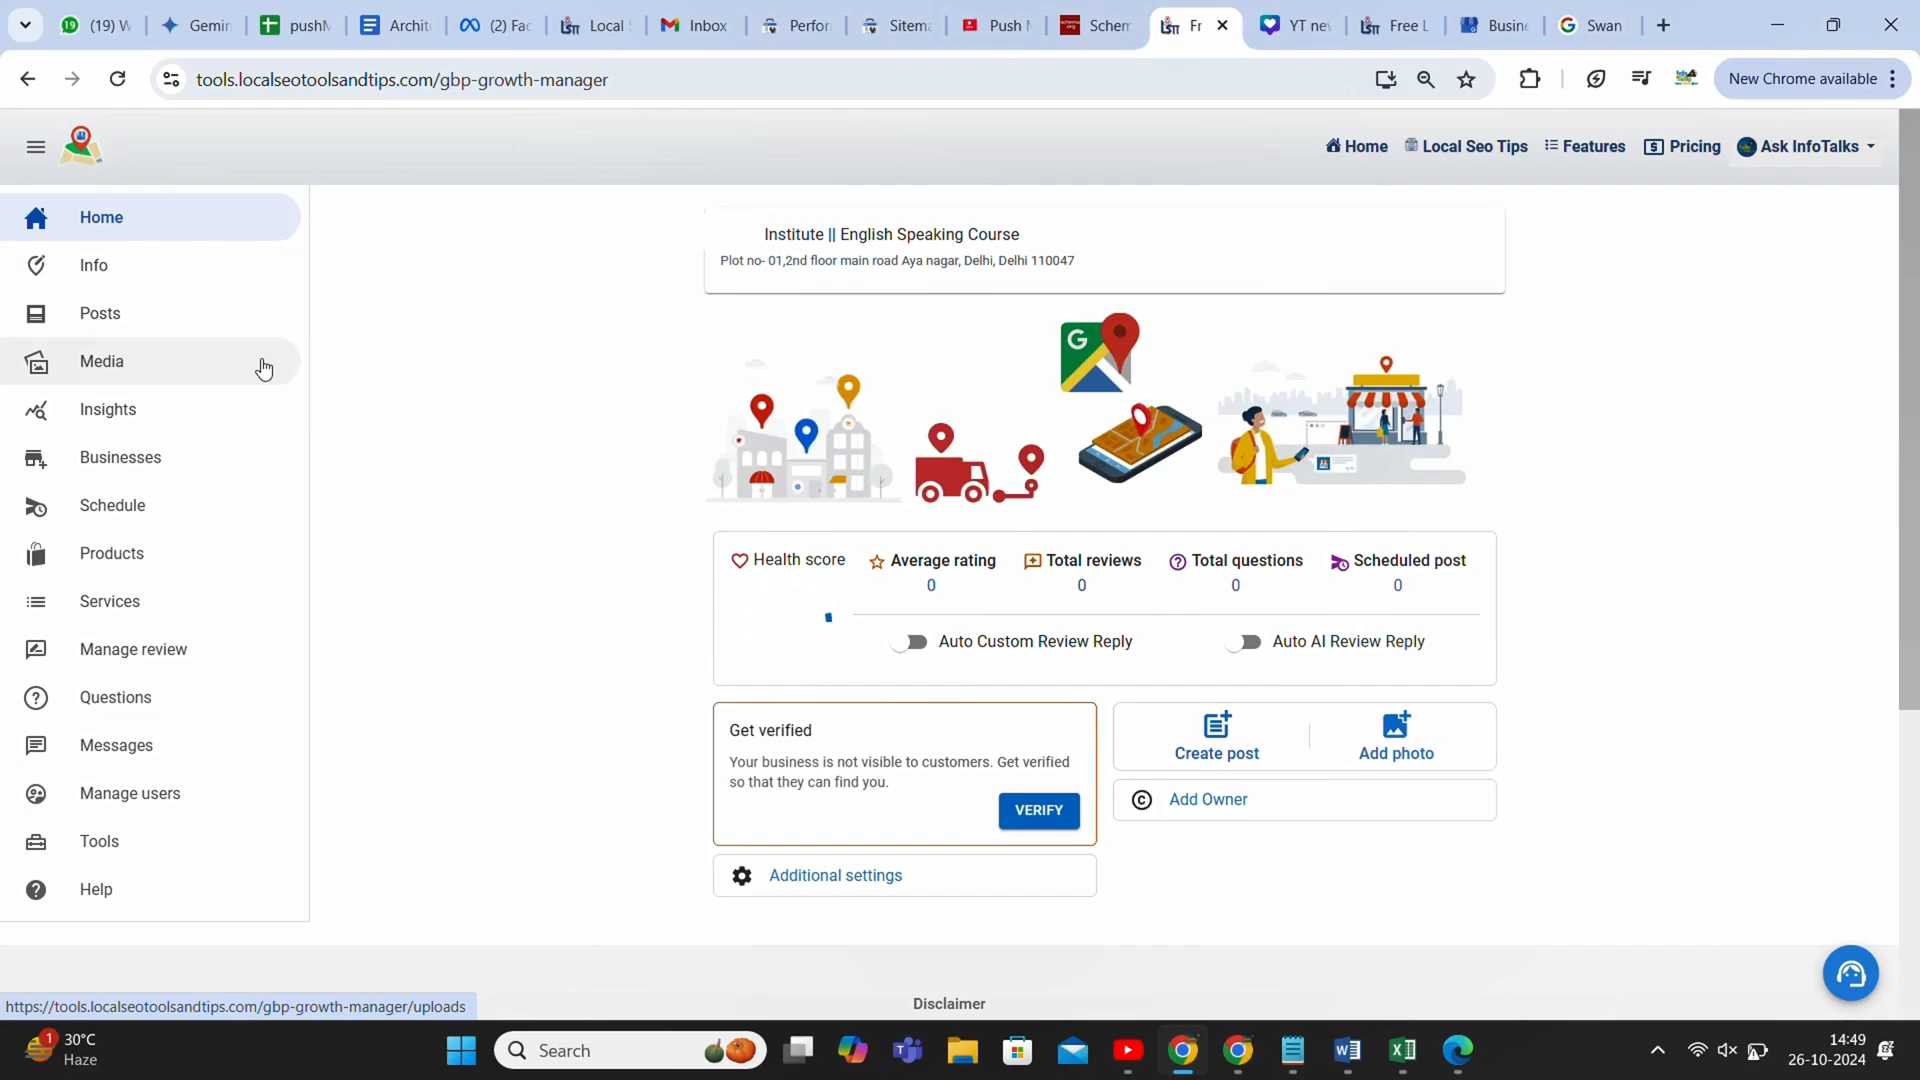 (19) W
Gemin
pushM
Archit
(2) Fac
Local S
Inbox
Perfor
Sitema
Push M
Schem
Fr
YT nev
Free L
Busine
Swan
tools.localseotoolsandtips.com/gbp-growth-manager
New Chrome available
Home
Local Seo Tips
Features
Pricing
Ask InfoTalks
Home
Info
Posts
Media
Insights
Businesses
Schedule
Products
Services
Manage review
Questions
Messages
Manage users
Tools
Help
Institute || English Speaking Course
Plot no- 01,2nd floor main road Aya nagar, Delhi, Delhi 110047
G
Health score
Average rating
0
Total reviews
0
Total questions
0
Scheduled post
0
Auto Custom Review Reply
Auto AI Review Reply
Get verified
Your business is not visible to customers. Get verified
so that they can find you.
VERIFY
Create post
Add photo
Add Owner
Additional settings
Disclaimer
https://tools.localseotoolsandtips.com/gbp-growth-manager/uploads
1
30°C
Haze
Search
14:49
26-10-2024